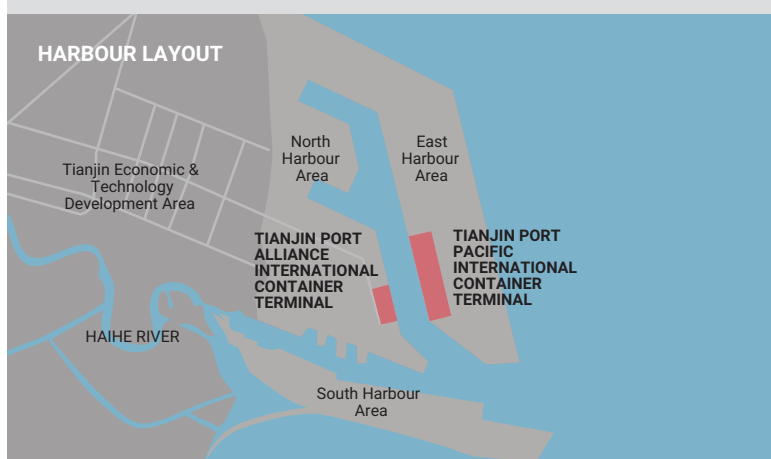 HARBOUR LAYOUT
North
Harbour
Area
East
Harbour
Area
Tianjin Economic &
Technology
Development Area
TIANJIN PORT
ALLIANCE
INTERNATIONAL
CONTAINER
TERMINAL
TIANJIN PORT
PACIFIC
INTERNATIONAL
CONTAINER
TERMINAL
HAIHE RIVER
South Harbour
Area